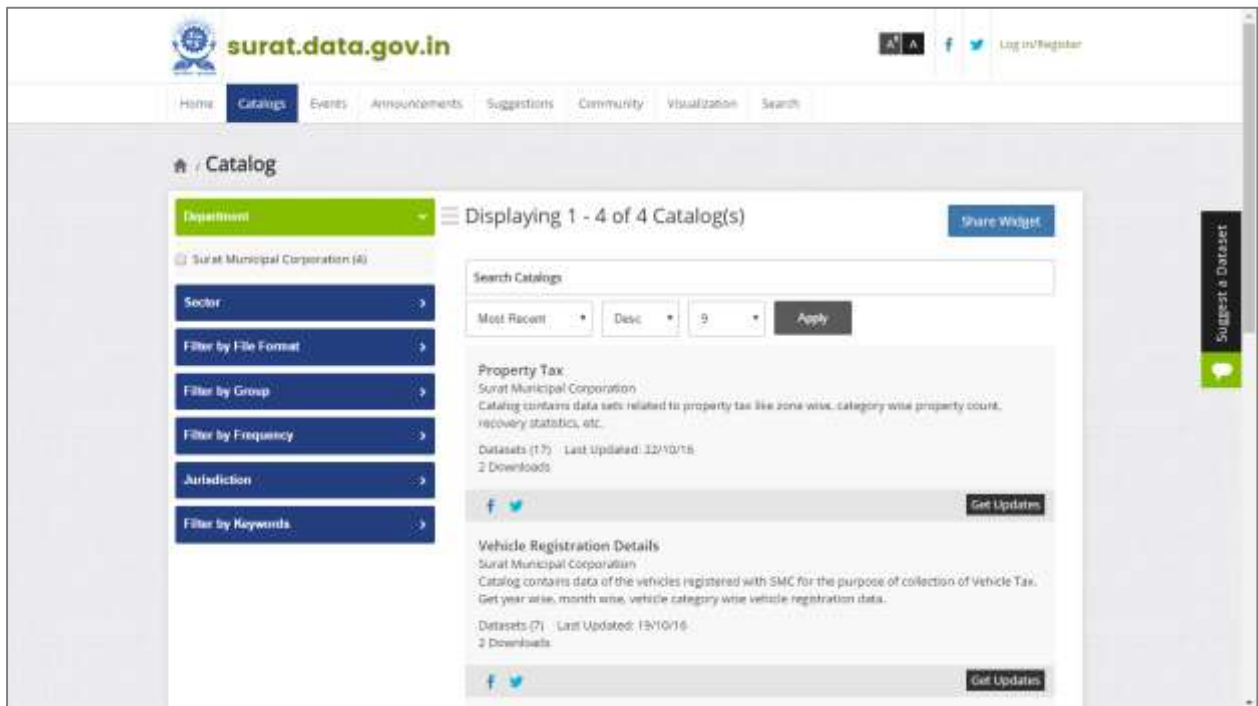 surat.data.gov.in
A+ A
Log in/Register
Home Catalogs Events Announcements Suggestions Community Visualization Search
/ Catalog
Department
Surat Municipal Corporation (4)
Sector
Filter by File Format
Filter by Group
Filter by Frequency
Jurisdiction
Filter by Keywords
Displaying 1 - 4 of 4 Catalog(s)
Share Widget
Search Catalogs
Most Recent Desc 9 Apply
Property Tax
Surat Municipal Corporation
Catalog contains data sets related to property tax like zone wise, category wise property count,
recovery statistics, etc.
Datasets (17) Last Updated: 22/10/16
2 Downloads
Get Updates
Vehicle Registration Details
Surat Municipal Corporation
Catalog contains data of the vehicles registered with SMC for the purpose of collection of Vehicle Tax.
Get year wise, month wise, vehicle category wise vehicle registration data.
Datasets (7) Last Updated: 19/10/16
2 Downloads
Get Updates
Suggest a Dataset